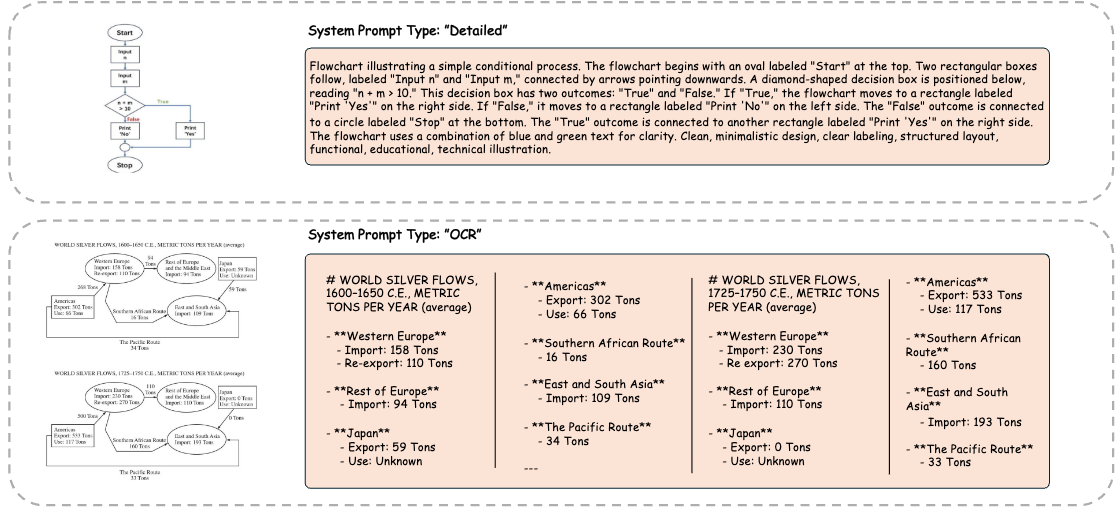 Start
Input
n
Input
m
n + m
> 10
True
False
Print
'No'
Print
'Yes'
Stop
System Prompt Type: "Detailed"
Flowchart illustrating a simple conditional process. The flowchart begins with an oval labeled "Start" at the top. Two rectangular boxes
follow, labeled "Input n" and "Input m," connected by arrows pointing downwards. A diamond-shaped decision box is positioned below,
reading "n + m > 10." This decision box has two outcomes: "True" and "False." If "True," the flowchart moves to a rectangle labeled
"Print 'Yes'" on the right side. If "False," it moves to a rectangle labeled "Print 'No'" on the left side. The "False" outcome is connected
to a circle labeled "Stop" at the bottom. The "True" outcome is connected to another rectangle labeled "Print 'Yes'" on the right side.
The flowchart uses a combination of blue and green text for clarity. Clean, minimalistic design, clear labeling, structured layout,
functional, educational, technical illustration.
WORLD SILVER FLOWS, 1600–1650 C.E., METRIC TONS PER YEAR (average)
Western Europe
Import: 158 Tons
Re-export: 110 Tons
94
Tons
Rest of Europe
and the Middle East
Import: 94 Tons
Japan
Export: 59 Tons
Use: Unknown
268 Tons
59 Tons
Americas
Export: 302 Tons
Use: 66 Tons
Southern African Route
16 Tons
East and South Asia
Import: 109 Tons
The Pacific Route
34 Tons
WORLD SILVER FLOWS, 1725–1750 C.E., METRIC TONS PER YEAR (average)
Western Europe
Import: 230 Tons
Re-export: 270 Tons
110
Tons
Rest of Europe and
the Middle East
Import: 110 Tons
Japan
Export: 0 Tons
Use: Unknown
500 Tons
0 Tons
Americas
Export: 533 Tons
Use: 117 Tons
Southern African Route
160 Tons
East and South Asia
Import: 193 Tons
The Pacific Route
33 Tons
System Prompt Type: "OCR"
# WORLD SILVER FLOWS,
1600-1650 C.E., METRIC
TONS PER YEAR (average)
- **Western Europe**
- Import: 158 Tons
- Re-export: 110 Tons
- **Rest of Europe**
- Import: 94 Tons
- **Japan**
- Export: 59 Tons
- Use: Unknown
- **Americas**
- Export: 302 Tons
- Use: 66 Tons
- **Southern African Route**
- 16 Tons
- **East and South Asia**
- Import: 109 Tons
- **The Pacific Route**
- 34 Tons
---
# WORLD SILVER FLOWS,
1725-1750 C.E., METRIC TONS
PER YEAR (average)
- **Western Europe**
- Import: 230 Tons
- Re export: 270 Tons
- **Rest of Europe**
- Import: 110 Tons
- **Japan**
- Export: 0 Tons
- Use: Unknown
- **Americas**
- Export: 533 Tons
- Use: 117 Tons
- **Southern African
Route**
- 160 Tons
- **East and South
Asia**
- Import: 193 Tons
- **The Pacific Route**
- 33 Tons